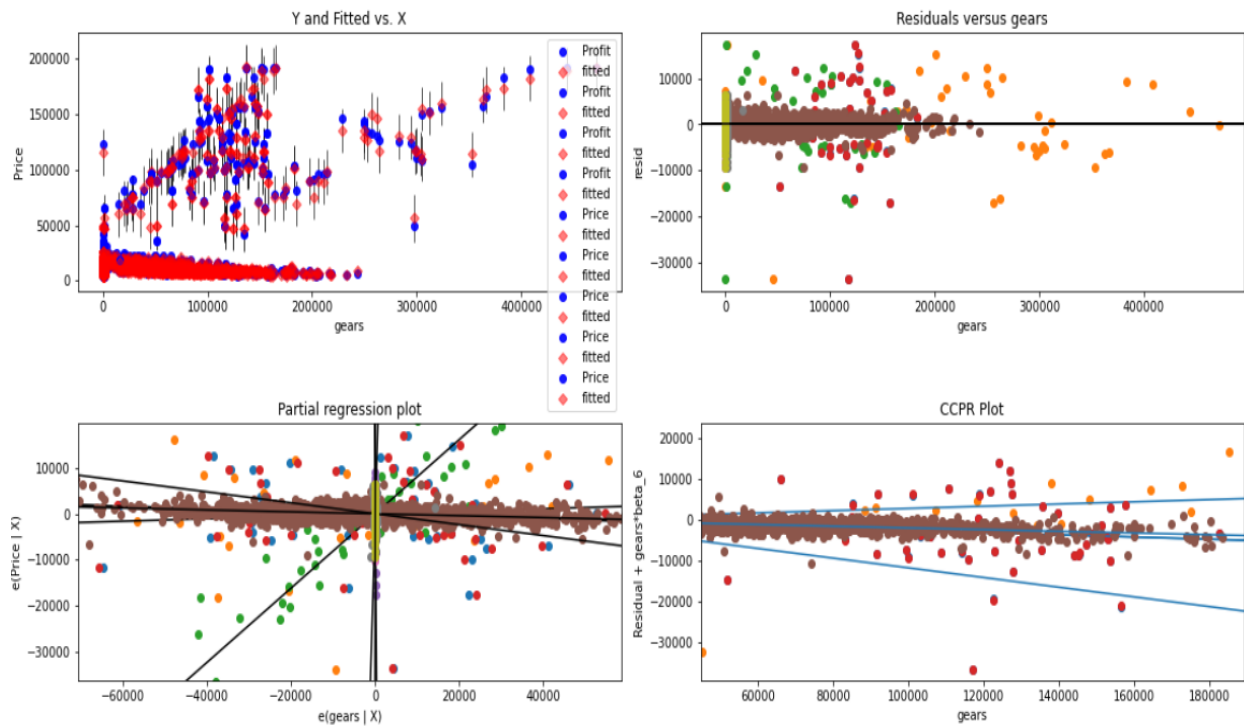 Y and Fitted vs. X
Price
200000
150000
100000
50000
0
0
100000
200000
300000
400000
gears
Profit
fitted
Profit
fitted
Profit
fitted
Profit
fitted
Price
fitted
Price
fitted
Price
fitted
Price
fitted
Price
fitted
Residuals versus gears
resid
10000
0
−10000
−20000
−30000
0
100000
200000
300000
400000
gears
Partial regression plot
e(Price | X)
10000
0
−10000
−20000
−30000
−60000
−40000
−20000
0
20000
40000
e(gears | X)
CCPR Plot
Residual + gears*beta_6
20000
10000
0
−10000
−20000
−30000
60000
80000
100000
120000
140000
160000
180000
gears